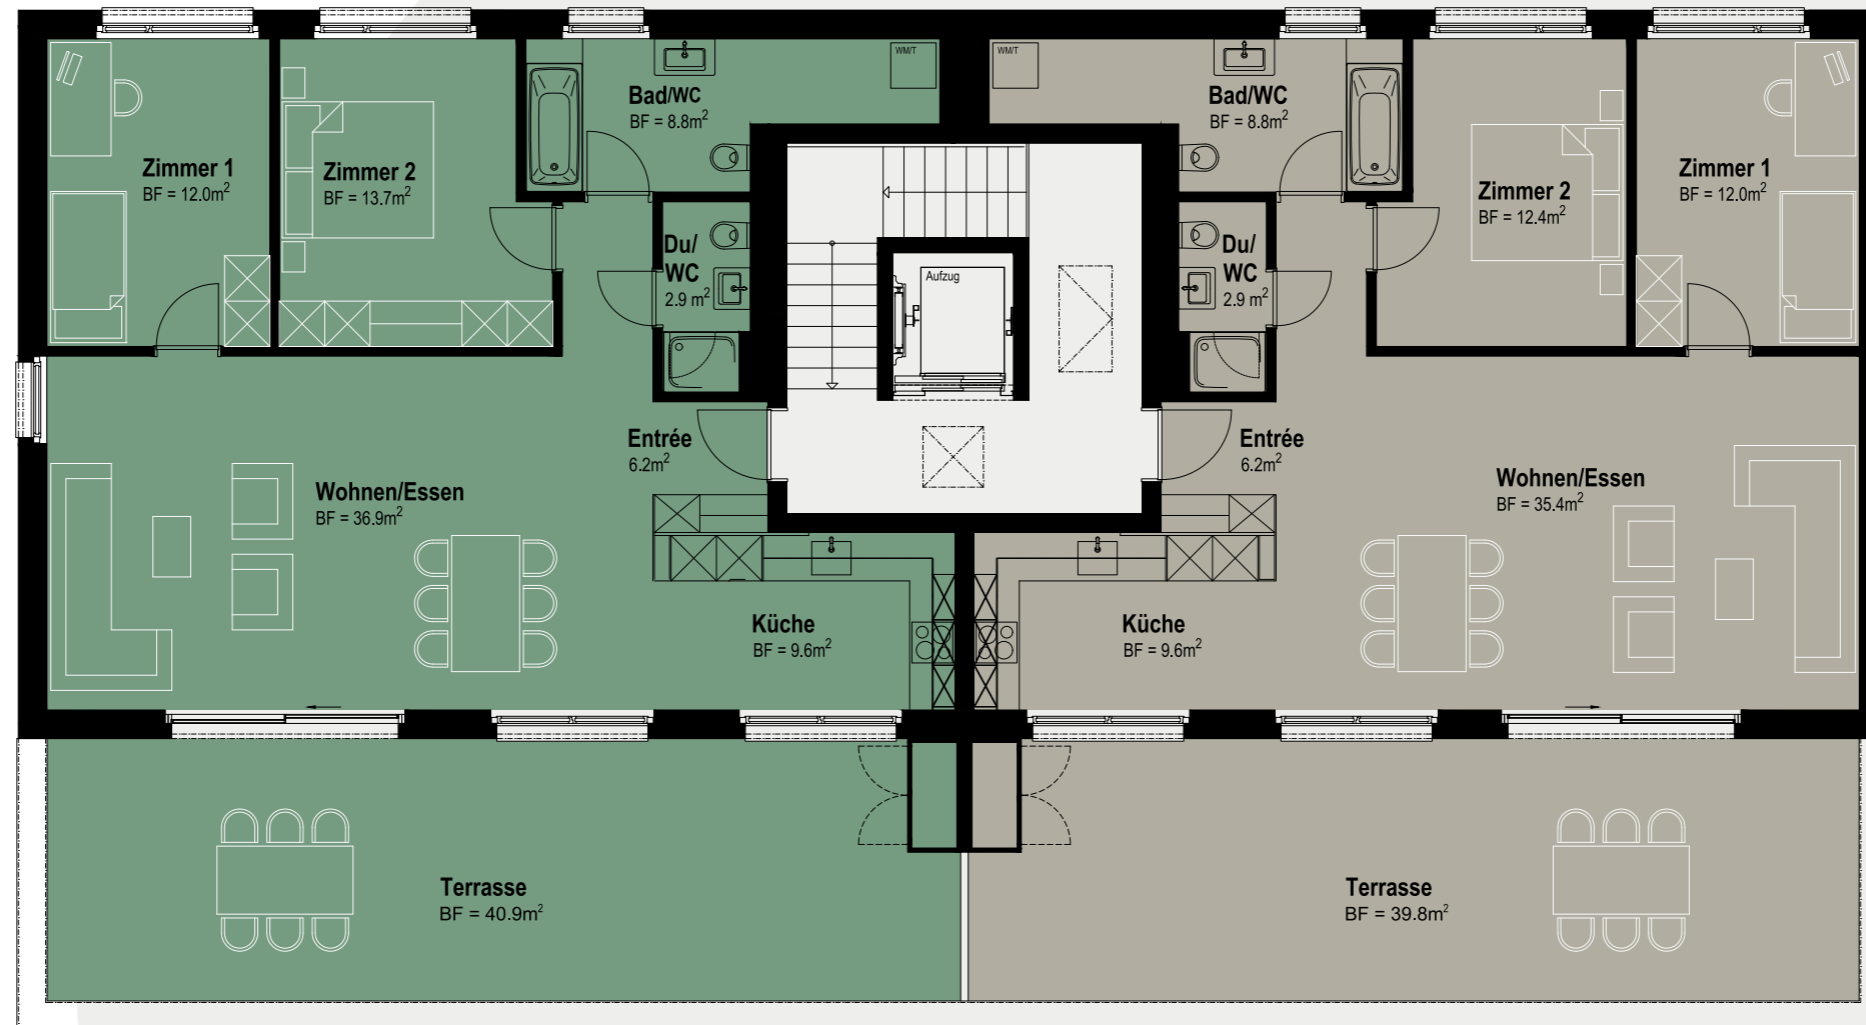 WM/T
WM/T
Bad/WC
BF = 8.8m²
Bad/WC
BF = 8.8m²
Zimmer 1
BF = 12.0m²
Zimmer 2
BF = 13.7m²
Zimmer 2
BF = 12.4m²
Zimmer 1
BF = 12.0m²
Du/
WC
2.9 m²
Aufzug
Du/
WC
2.9 m²
Entrée
6.2m²
Entrée
6.2m²
Wohnen/Essen
BF = 36.9m²
Wohnen/Essen
BF = 35.4m²
Küche
BF = 9.6m²
Küche
BF = 9.6m²
Terrasse
BF = 40.9m²
Terrasse
BF = 39.8m²